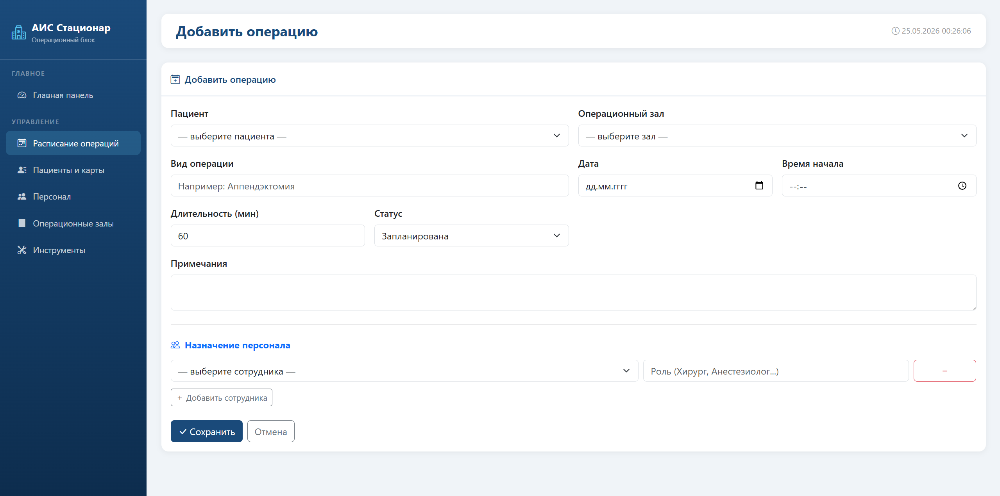 АИС Стационар
Операционный блок
ГЛАВНОЕ
Главная панель
УПРАВЛЕНИЕ
Расписание операций
Пациенты и карты
Персонал
Операционные залы
Инструменты
Добавить операцию
25.05.2026 00:26:06
Добавить операцию
Пациент
Операционный зал
— выберите пациента —
— выберите зал —
Вид операции
Дата
Время начала
Например: Аппендэктомия
дд.мм.гггг
--:--
Длительность (мин)
Статус
60
Запланирована
Примечания
Назначение персонала
— выберите сотрудника —
Роль (Хирург, Анестезиолог...)
−
+ Добавить сотрудника
Сохранить
Отмена